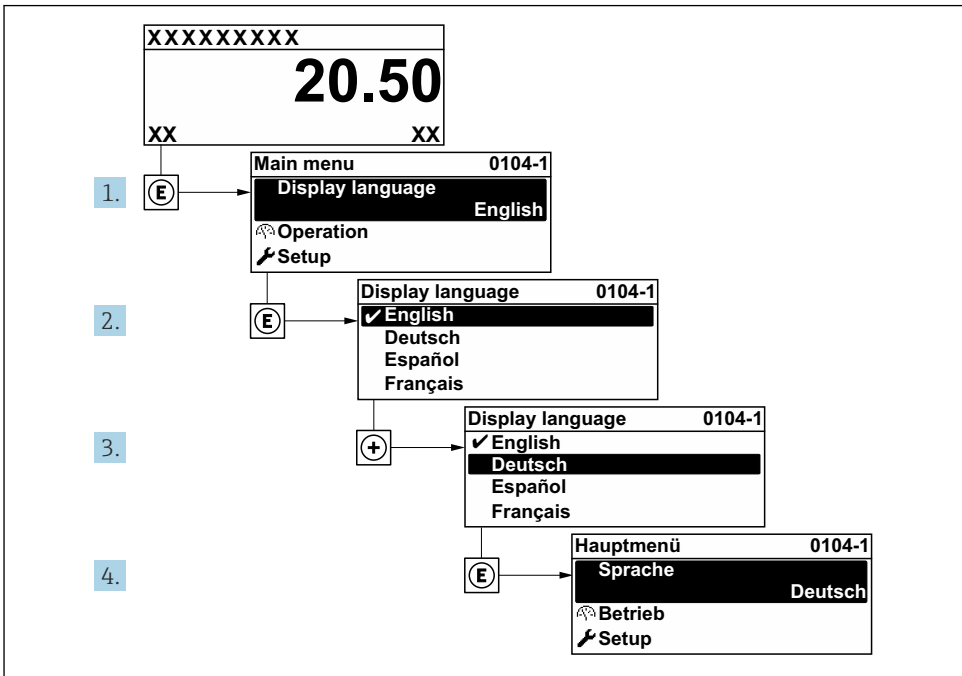 XXXXXXXXX
20.50
XX XX
1. E
Main menu 0104-1
Display language
English
Operation
Setup
2. E
Display language 0104-1
✔English
Deutsch
Español
Français
3. +
Display language 0104-1
✔English
Deutsch
Español
Français
4. E
Hauptmenü 0104-1
Sprache
Deutsch
Betrieb
Setup